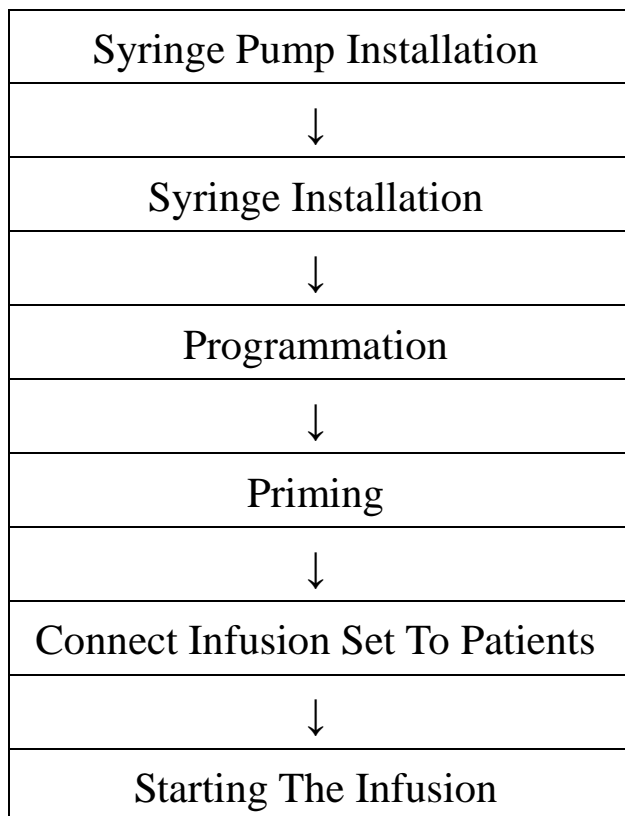 Syringe Pump Installation
↓
Syringe Installation
↓
Programmation
↓
Priming
↓
Connect Infusion Set To Patients
↓
Starting The Infusion